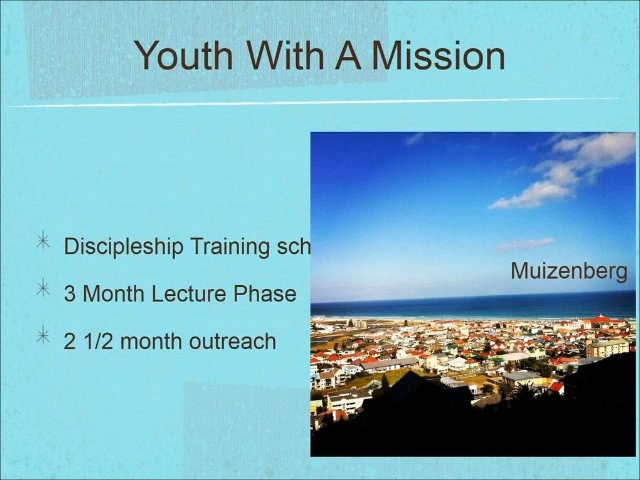 Youth With A Mission
Discipleship Training sch
3 Month Lecture Phase
2 1/2 month outreach
Muizenberg